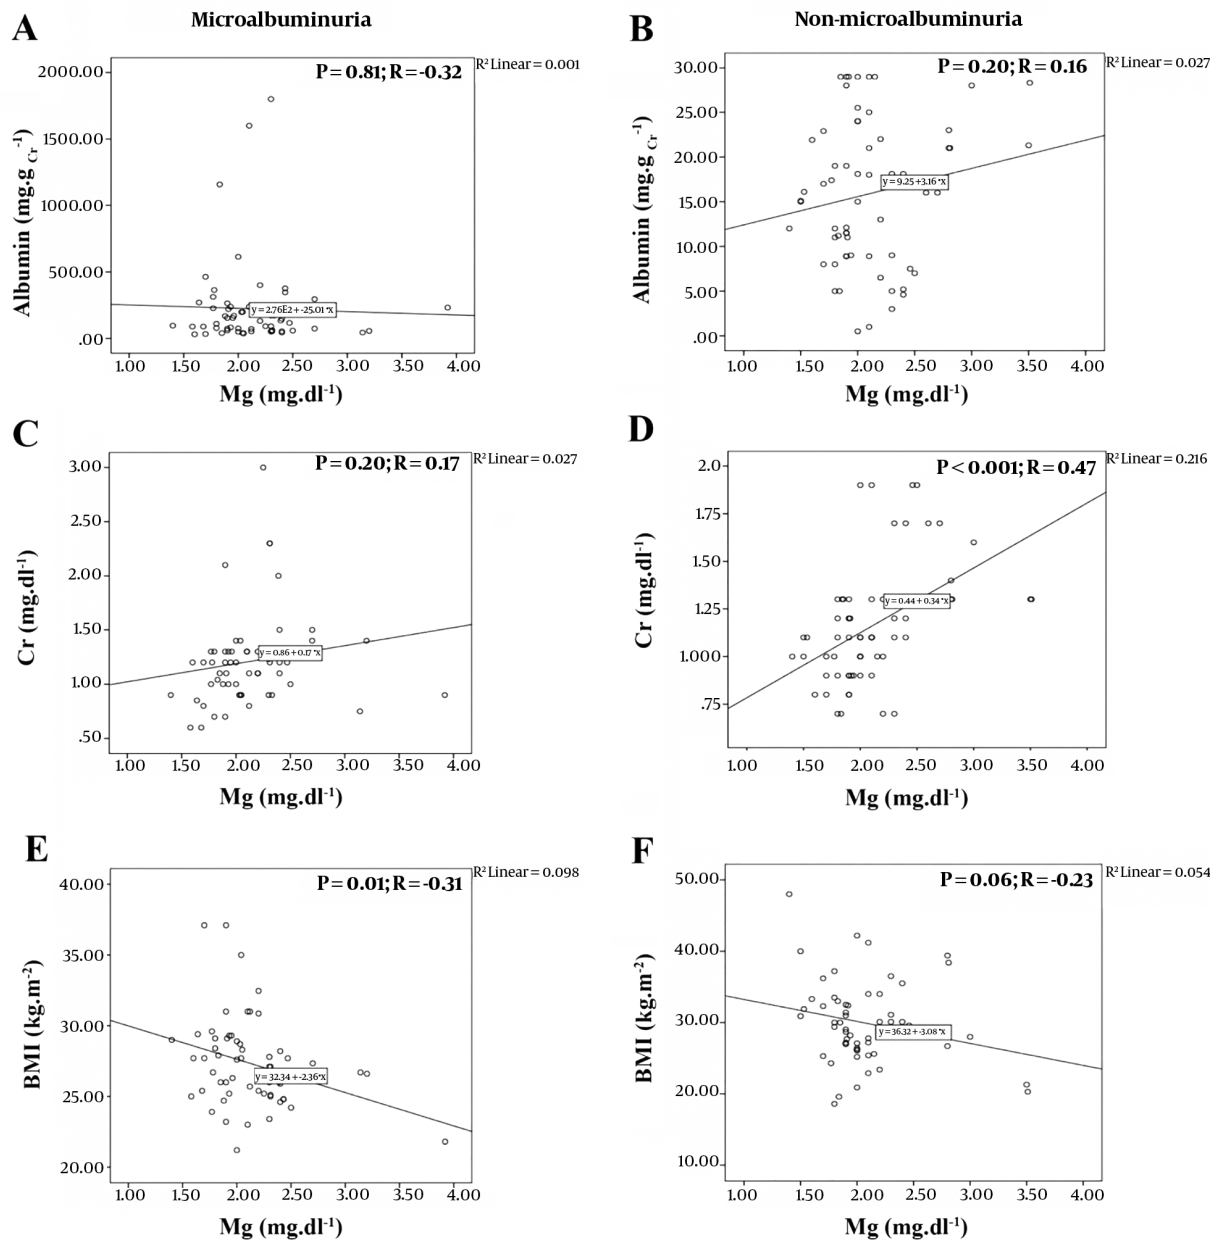 A
Microalbuminuria
P = 0.81; R = -0.32
R² Linear = 0.001
2000.00
1500.00
1000.00
500.00
.00
Albumin (mg.g Cr⁻¹)
y = 2.76E2 + -25.01 *x
1.00 1.50 2.00 2.50 3.00 3.50 4.00
Mg (mg.dl⁻¹)
B
Non-microalbuminuria
P = 0.20; R = 0.16
R² Linear = 0.027
30.00
25.00
20.00
15.00
10.00
5.00
.00
Albumin (mg.g Cr⁻¹)
y = 9.25 + 3.16 *x
1.00 1.50 2.00 2.50 3.00 3.50 4.00
Mg (mg.dl⁻¹)
C
P = 0.20; R = 0.17
R² Linear = 0.027
3.00
2.50
2.00
1.50
1.00
.50
Cr (mg.dl⁻¹)
y = 0.86 + 0.17 *x
1.00 1.50 2.00 2.50 3.00 3.50 4.00
Mg (mg.dl⁻¹)
D
P < 0.001; R = 0.47
R² Linear = 0.216
2.0
1.75
1.50
1.25
1.000
.75
Cr (mg.dl⁻¹)
y = 0.44 + 0.34 *x
1.00 1.50 2.00 2.50 3.00 3.50 4.00
Mg (mg.dl⁻¹)
E
P = 0.01; R = -0.31
R² Linear = 0.098
40.00
35.00
30.00
25.00
20.00
BMI (kg.m⁻²)
y = 32.34 + -2.36 *x
1.00 1.50 2.00 2.50 3.00 3.50 4.00
Mg (mg.dl⁻¹)
F
P = 0.06; R = -0.23
R² Linear = 0.054
50.00
40.00
30.00
20.00
10.00
BMI (kg.m⁻²)
y = 36.32 + -3.08 *x
1.00 1.50 2.00 2.50 3.00 3.50 4.00
Mg (mg.dl⁻¹)